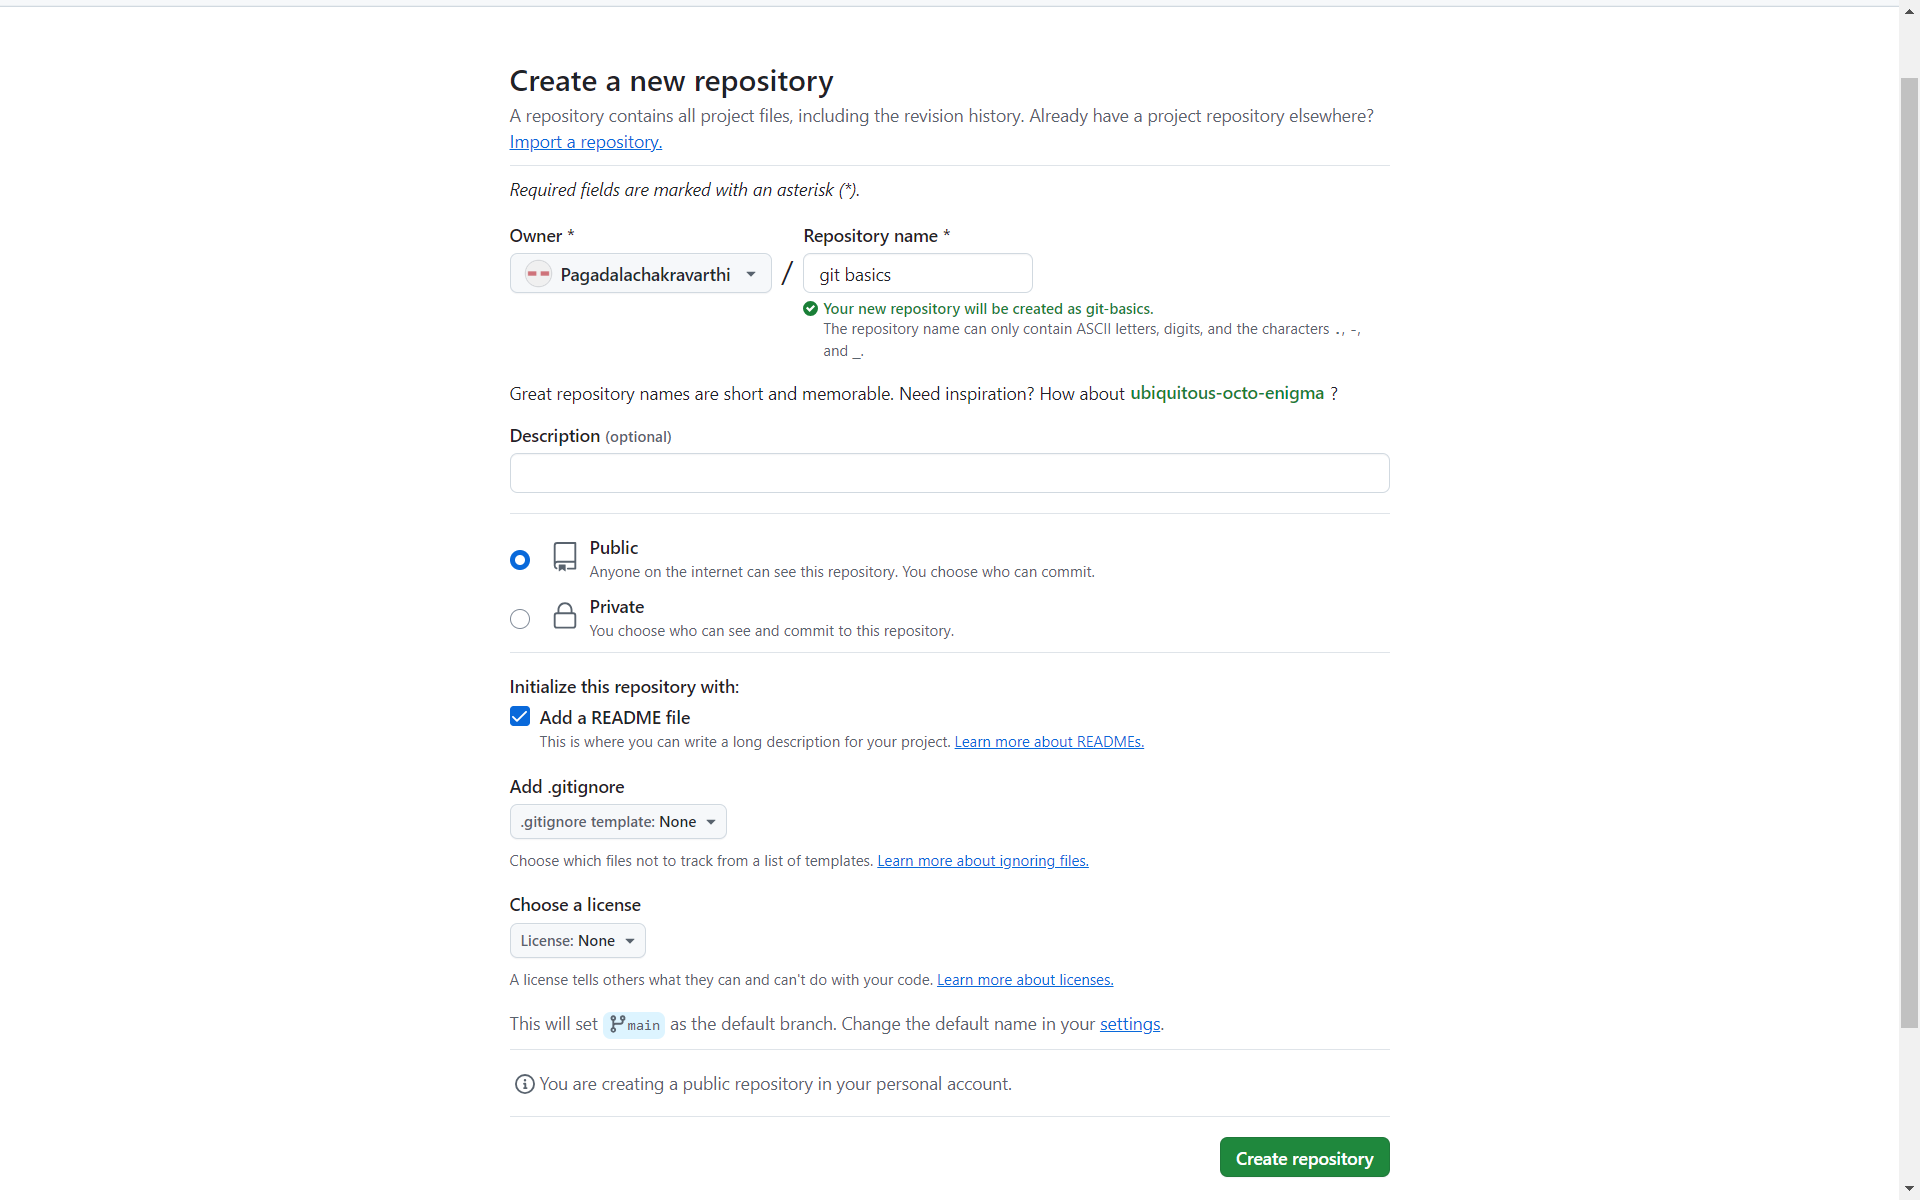 Create a new repository
A repository contains all project files, including the revision history. Already have a project repository elsewhere?
Import a repository.
Required fields are marked with an asterisk (*).
Owner *
Repository name *
Pagadalachakravarthi
/
git basics
Your new repository will be created as git-basics.
The repository name can only contain ASCII letters, digits, and the characters ., -,
and _.
Great repository names are short and memorable. Need inspiration? How about ubiquitous-octo-enigma ?
Description (optional)
Public
Anyone on the internet can see this repository. You choose who can commit.
Private
You choose who can see and commit to this repository.
Initialize this repository with:
Add a README file
This is where you can write a long description for your project. Learn more about READMEs.
Add .gitignore
.gitignore template: None
Choose which files not to track from a list of templates. Learn more about ignoring files.
Choose a license
License: None
A license tells others what they can and can't do with your code. Learn more about licenses.
This will set main as the default branch. Change the default name in your settings.
You are creating a public repository in your personal account.
Create repository